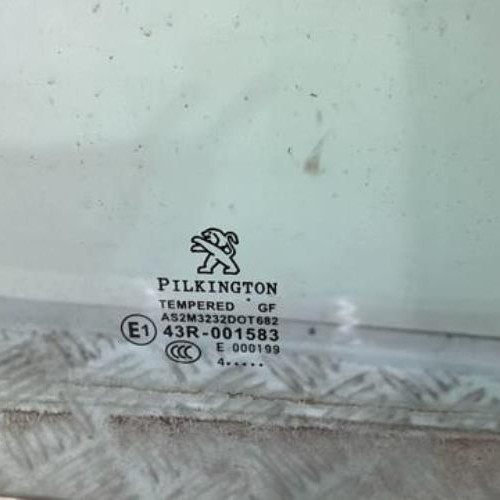 PILKINGTON
TEMPERED GF
AS2M3232DOT682
E1 43R-001583
CCC E 000199
4•••••